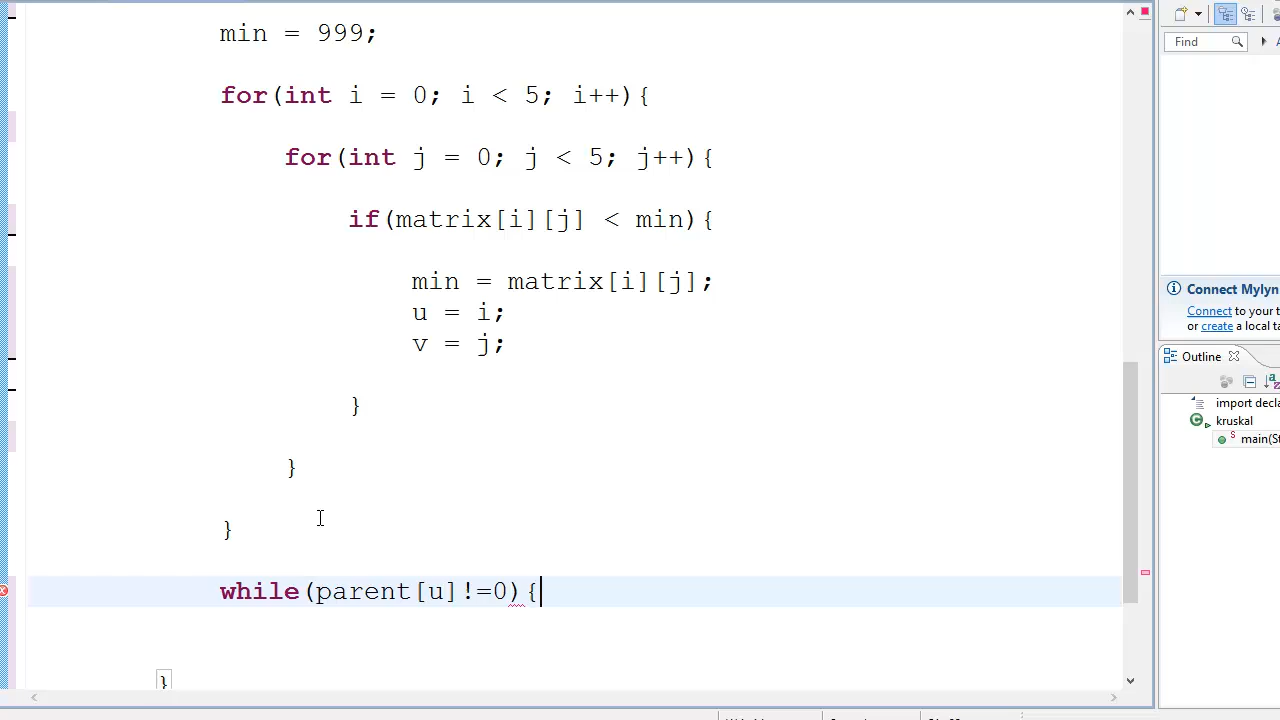 min = 999;
for(int i = 0; i < 5; i++){
for(int j = 0; j < 5; j++){
if(matrix[i][j] < min){
min = matrix[i][j];
u = i;
v = j;
}
}
}
while(parent[u]!=0){
}
Find
Connect Mylyn
Connect to your t
or create a local ta
Outline
import decla
kruskal
main(St